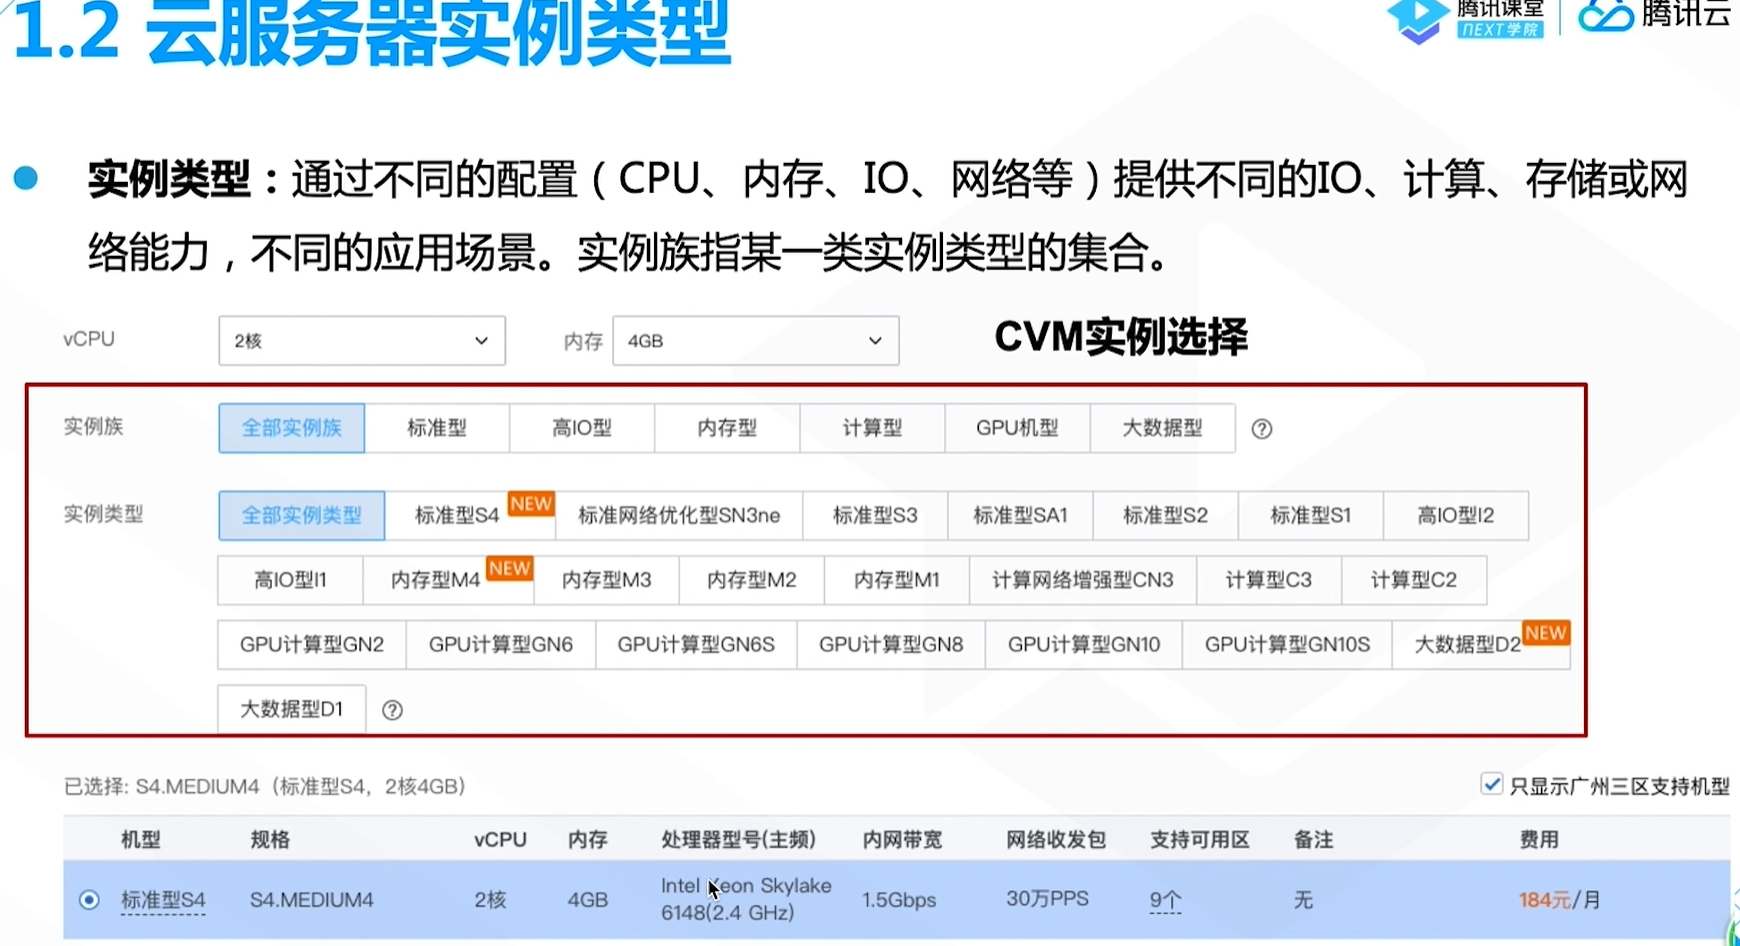 1.2 云服务器实例类型
腾讯课堂
NEXT学院
腾讯云
实例类型：通过不同的配置（CPU、内存、IO、网络等）提供不同的IO、计算、存储或网
络能力，不同的应用场景。实例族指某一类实例类型的集合。
vCPU 2核 内存 4GB CVM实例选择
实例族 全部实例族 标准型 高IO型 内存型 计算型 GPU机型 大数据型 ?
实例类型 全部实例类型 标准型S4 NEW 标准网络优化型SN3ne 标准型S3 标准型SA1 标准型S2 标准型S1 高IO型I2
高IO型I1 内存型M4 NEW 内存型M3 内存型M2 内存型M1 计算网络增强型CN3 计算型C3 计算型C2
GPU计算型GN2 GPU计算型GN6 GPU计算型GN6S GPU计算型GN8 GPU计算型GN10 GPU计算型GN10S 大数据型D2 NEW
大数据型D1 ?
已选择: S4.MEDIUM4（标准型S4，2核4GB） 只显示广州三区支持机型
机型 规格 vCPU 内存 处理器型号(主频) 内网带宽 网络收发包 支持可用区 备注 费用
标准型S4 S4.MEDIUM4 2核 4GB Intel Xeon Skylake 6148(2.4 GHz) 1.5Gbps 30万PPS 9个 无 184元/月